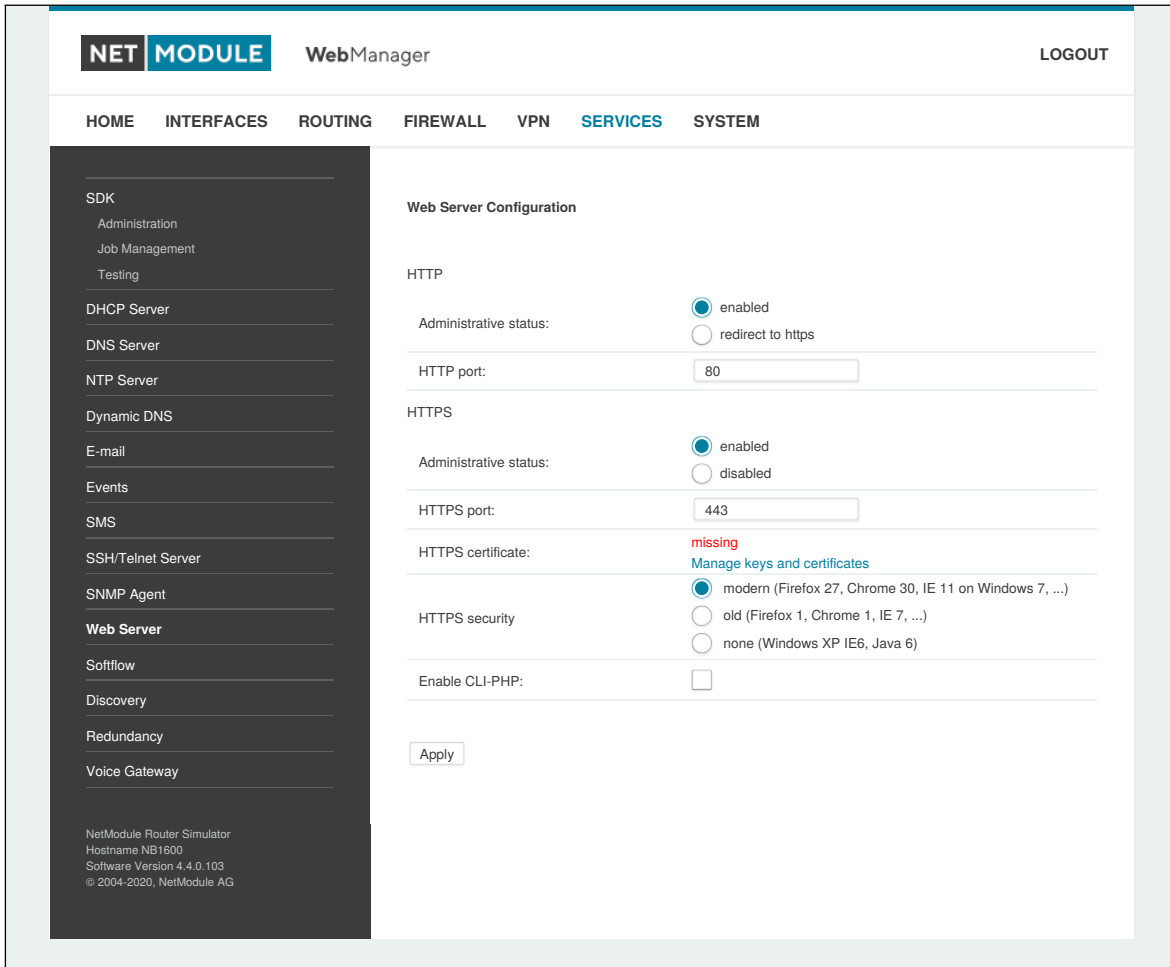 NET MODULE WebManager LOGOUT
HOME INTERFACES ROUTING FIREWALL VPN SERVICES SYSTEM
SDK
Administration
Job Management
Testing
DHCP Server
DNS Server
NTP Server
Dynamic DNS
E-mail
Events
SMS
SSH/Telnet Server
SNMP Agent
Web Server
Softflow
Discovery
Redundancy
Voice Gateway
NetModule Router Simulator
Hostname NB1600
Software Version 4.4.0.103
© 2004-2020, NetModule AG
Web Server Configuration
HTTP
Administrative status:
enabled
redirect to https
HTTP port: 80
HTTPS
Administrative status:
enabled
disabled
HTTPS port: 443
HTTPS certificate:
missing
Manage keys and certificates
HTTPS security
modern (Firefox 27, Chrome 30, IE 11 on Windows 7, ...)
old (Firefox 1, Chrome 1, IE 7, ...)
none (Windows XP IE6, Java 6)
Enable CLI-PHP:
Apply